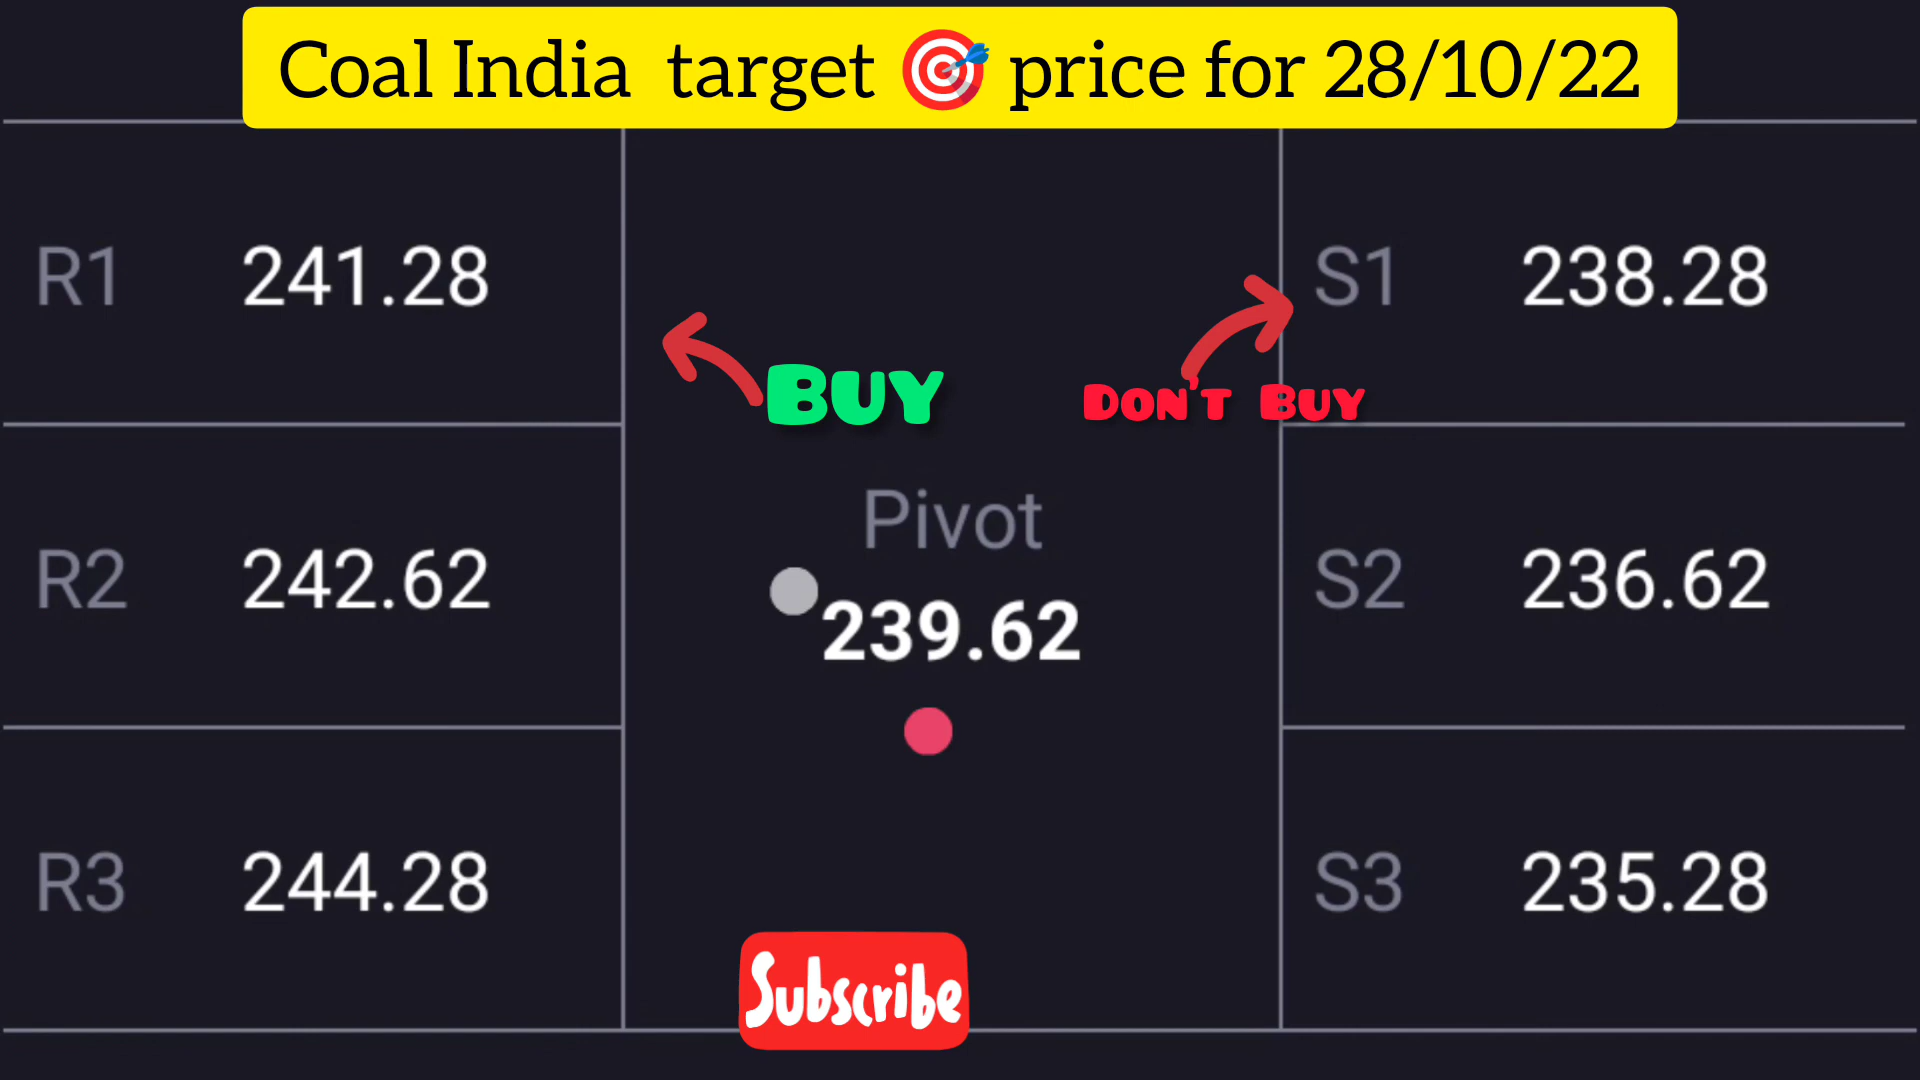 Coal India target 🎯 price for 28/10/22
R1 241.28
S1 238.28
BUY
DON'T BUY
Pivot
239.62
R2 242.62
S2 236.62
R3 244.28
S3 235.28
Subscribe